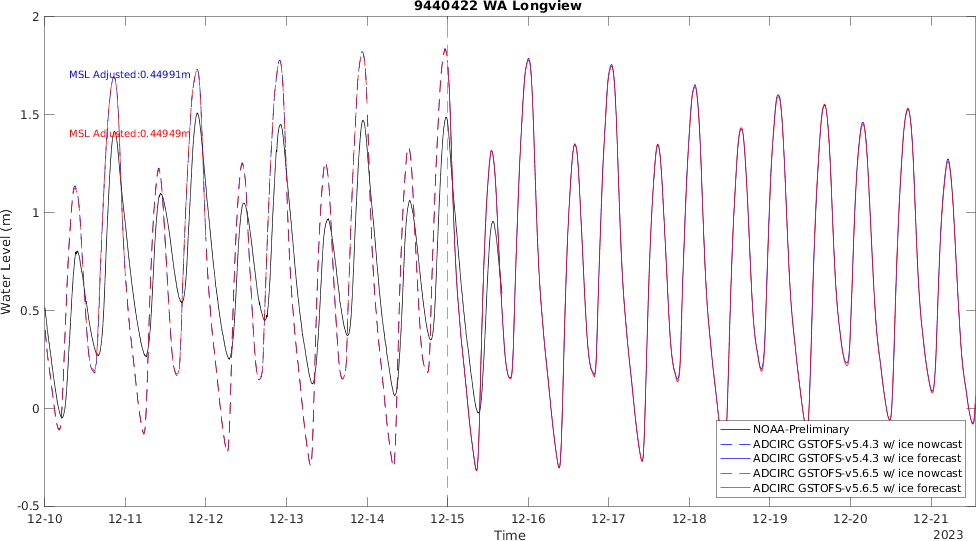 9440422 WA Longview
2
1.5
1
0.5
0
-0.5
Water Level (m)
MSL Adjusted:0.44991m
MSL Adjusted:0.44949m
NOAA-Preliminary
ADCIRC GSTOFS-v5.4.3 w/ ice nowcast
ADCIRC GSTOFS-v5.4.3 w/ ice forecast
ADCIRC GSTOFS-v5.6.5 w/ ice nowcast
ADCIRC GSTOFS-v5.6.5 w/ ice forecast
12-10 12-11 12-12 12-13 12-14 12-15 12-16 12-17 12-18 12-19 12-20 12-21
Time
2023